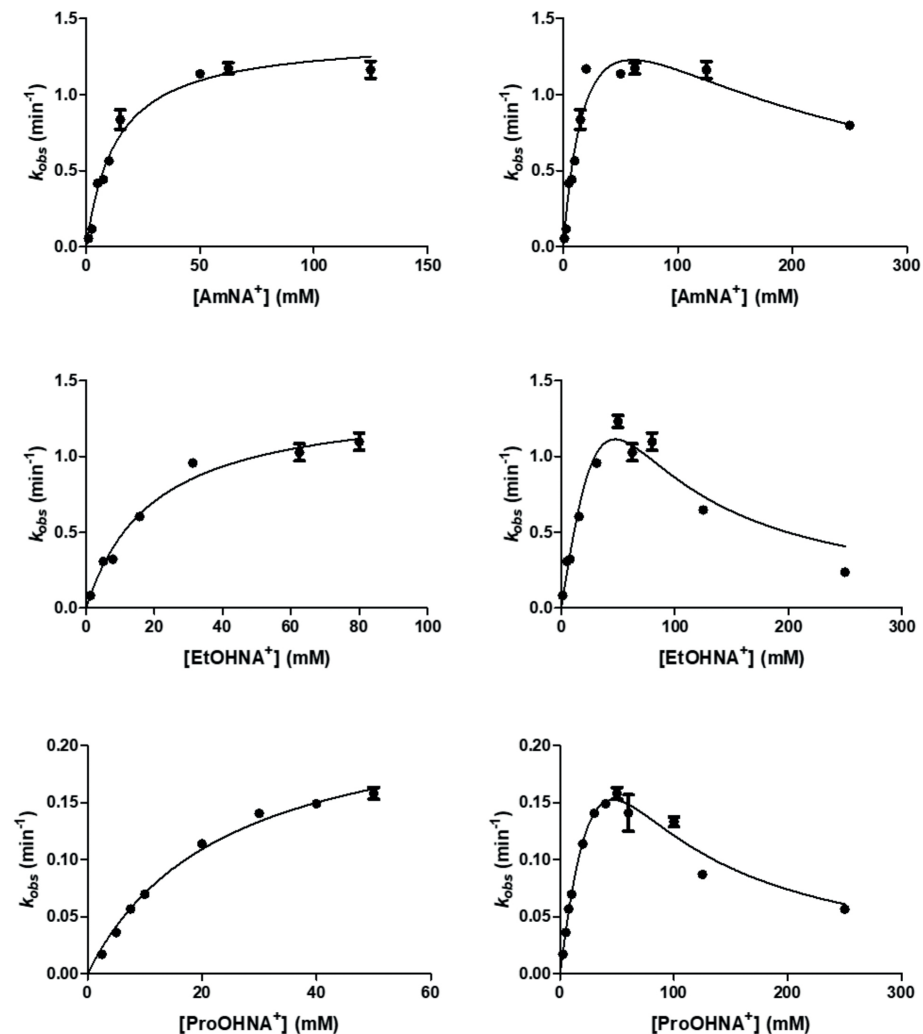 1.5
1.0
0.5
0.0
k_obs (min⁻¹)
0 50 100 150
[AmNA⁺] (mM)
1.5
1.0
0.5
0.0
k_obs (min⁻¹)
0 100 200 300
[AmNA⁺] (mM)
1.5
1.0
0.5
0.0
k_obs (min⁻¹)
0 20 40 60 80 100
[EtOHNA⁺] (mM)
1.5
1.0
0.5
0.0
k_obs (min⁻¹)
0 100 200 300
[EtOHNA⁺] (mM)
0.20
0.15
0.10
0.05
0.00
k_obs (min⁻¹)
0 20 40 60
[ProOHNA⁺] (mM)
0.20
0.15
0.10
0.05
0.00
k_obs (min⁻¹)
0 100 200 300
[ProOHNA⁺] (mM)